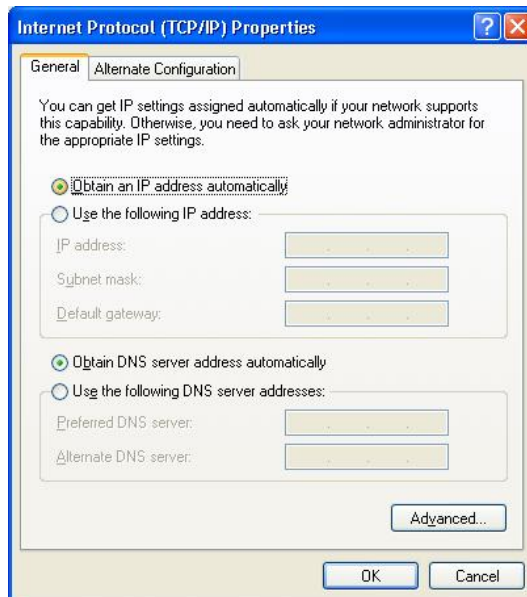 Internet Protocol (TCP/IP) Properties
General
Alternate Configuration
You can get IP settings assigned automatically if your network supports
this capability. Otherwise, you need to ask your network administrator for
the appropriate IP settings.
Obtain an IP address automatically
Use the following IP address:
IP address:
Subnet mask:
Default gateway:
Obtain DNS server address automatically
Use the following DNS server addresses:
Preferred DNS server:
Alternate DNS server:
Advanced...
OK
Cancel